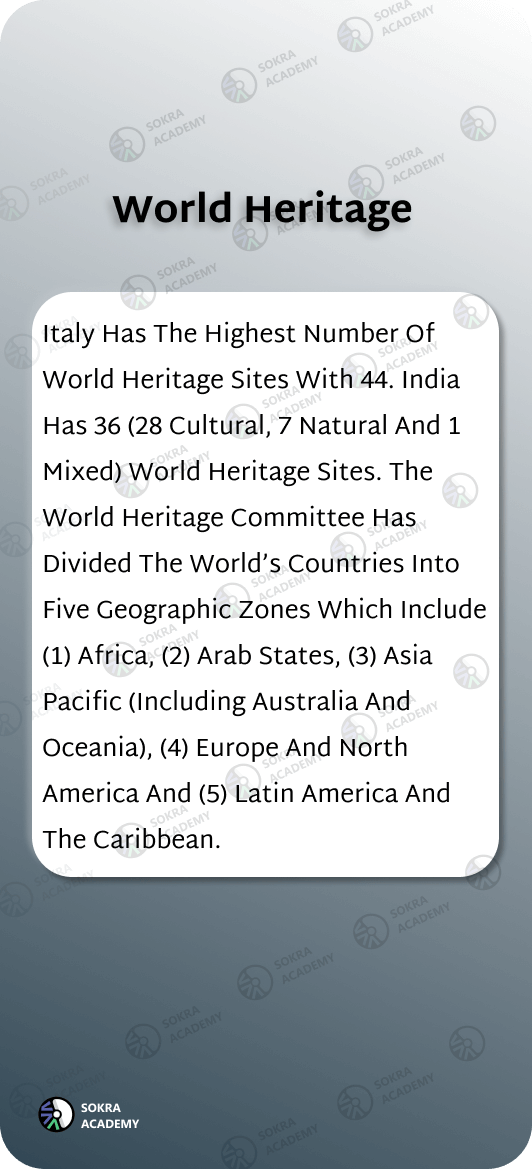 World Heritage
Italy Has The Highest Number Of
World Heritage Sites With 44. India
Has 36 (28 Cultural, 7 Natural And 1
Mixed) World Heritage Sites. The
World Heritage Committee Has
Divided The World’s Countries Into
Five Geographic Zones Which Include
(1) Africa, (2) Arab States, (3) Asia
Pacific (Including Australia And
Oceania), (4) Europe And North
America And (5) Latin America And
The Caribbean.
SOKRA
ACADEMY